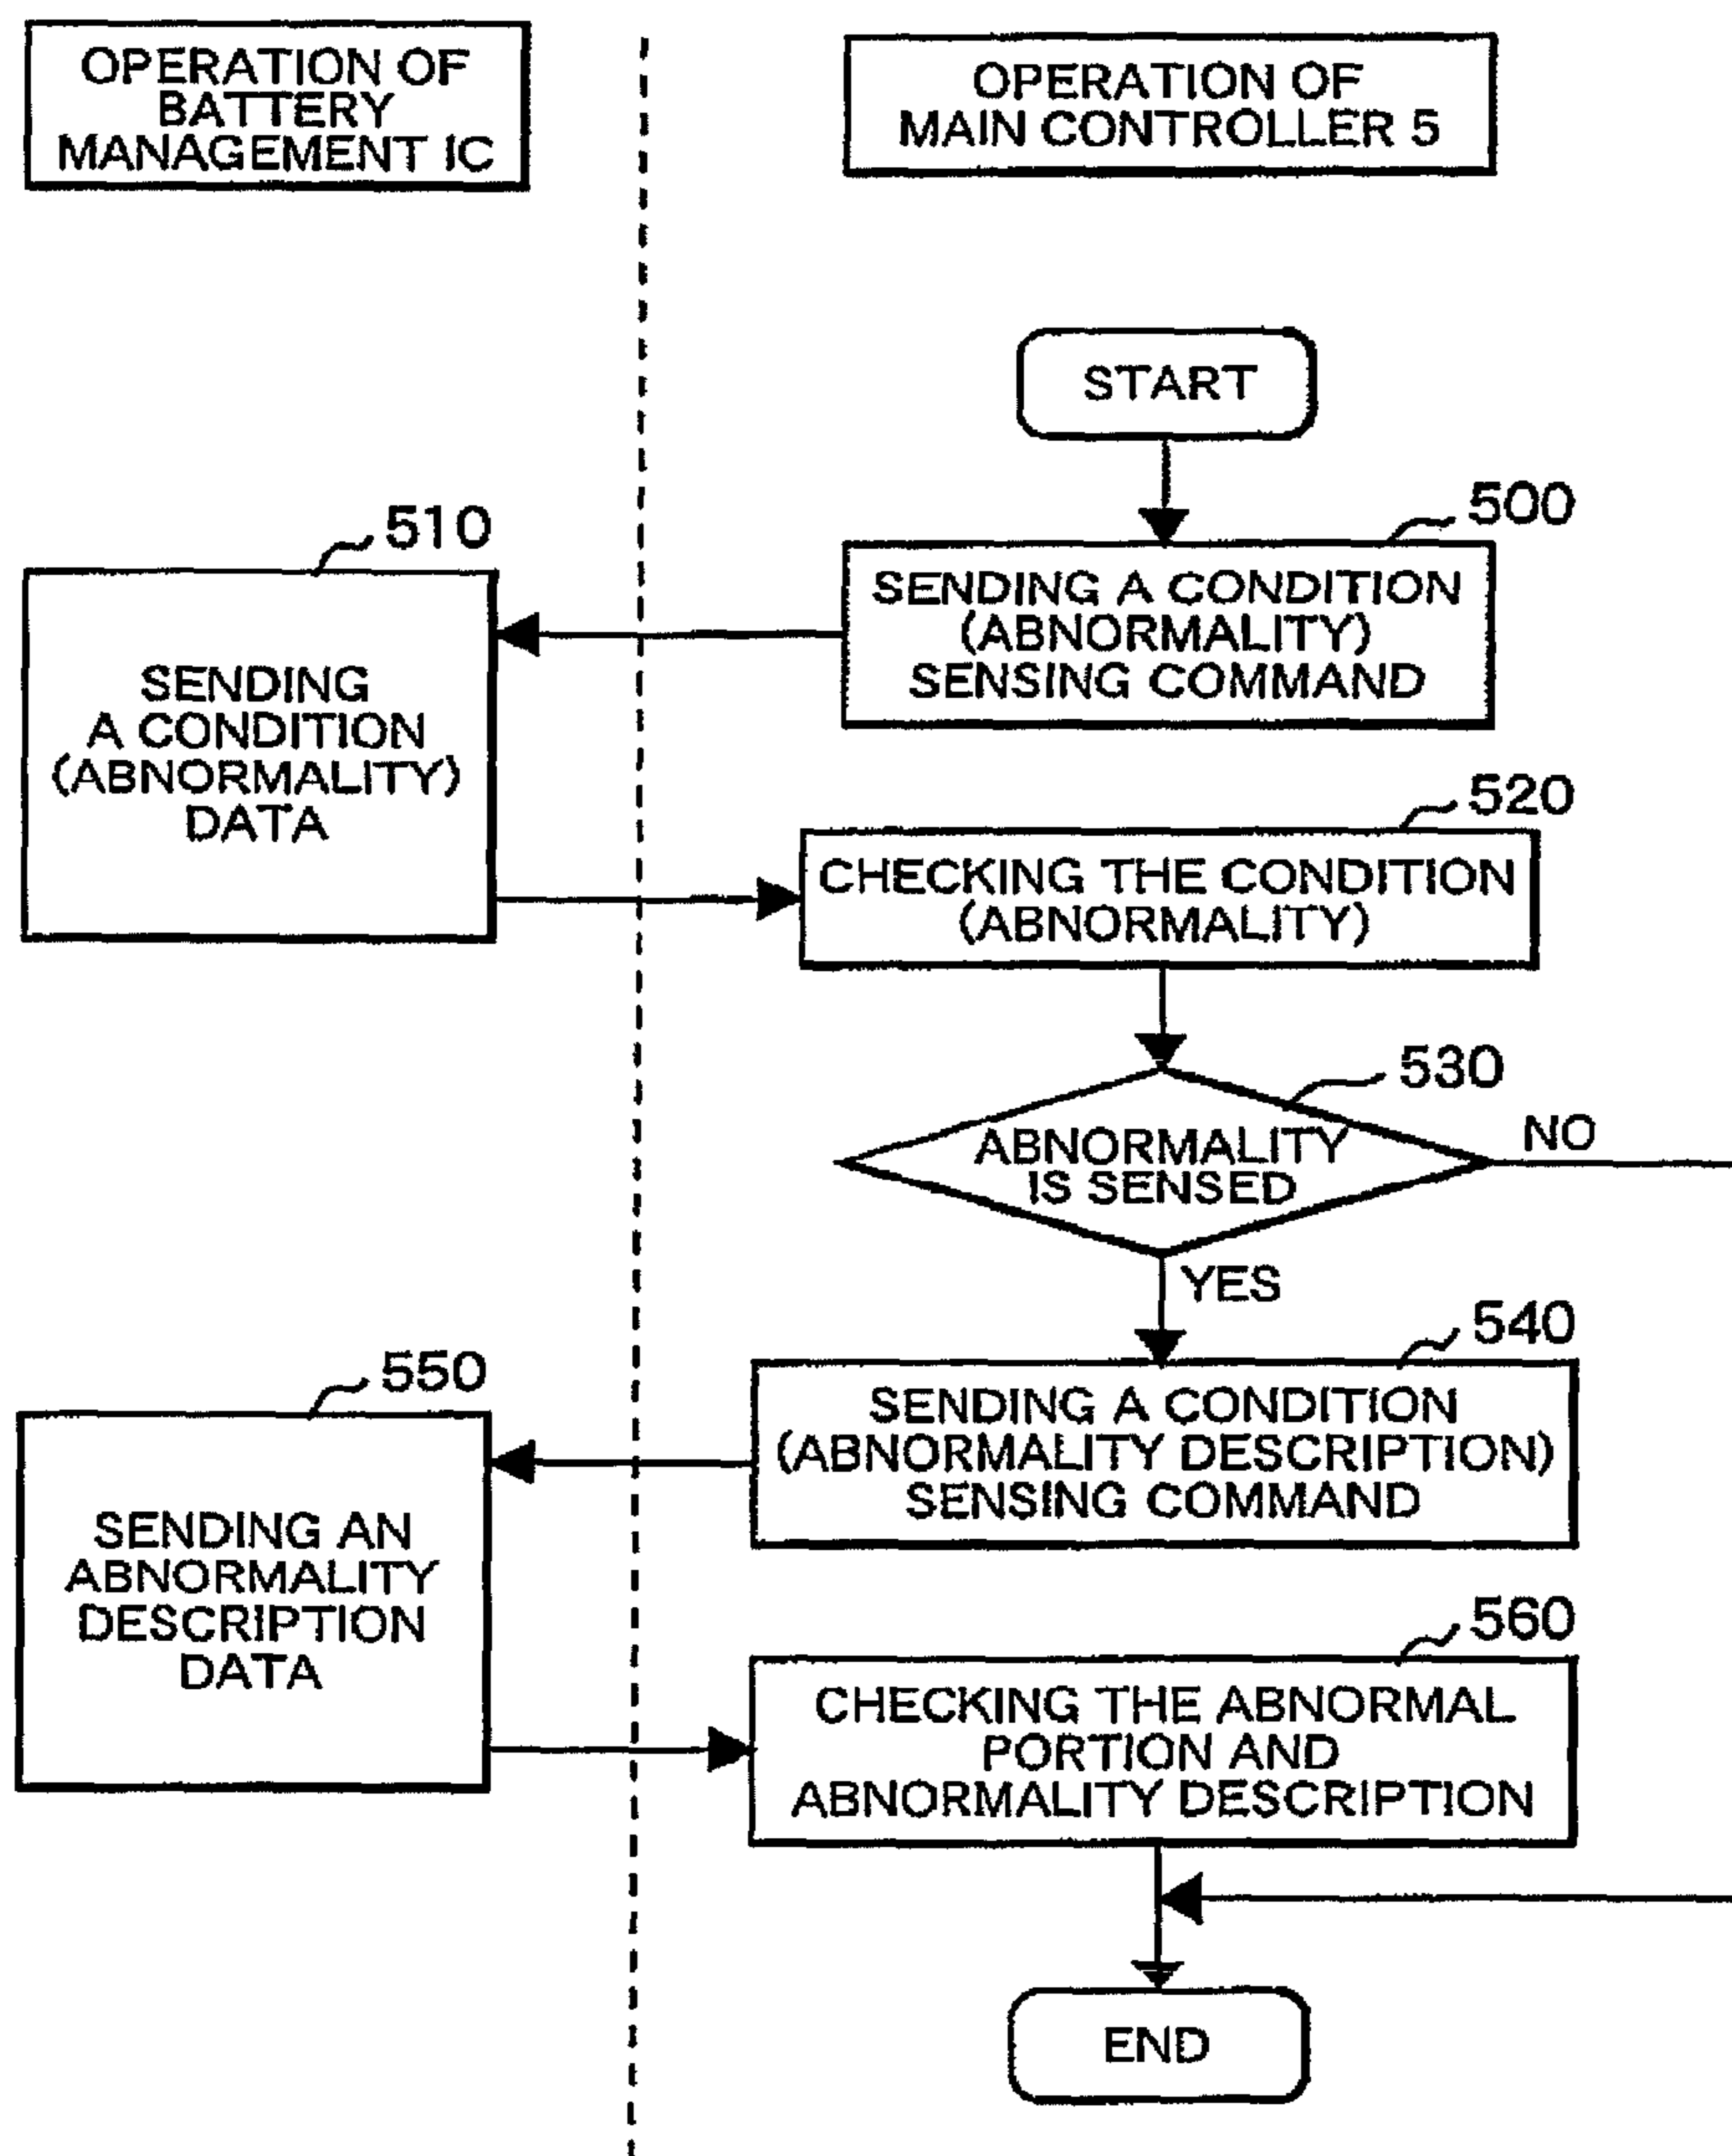 OPERATION OF
BATTERY
MANAGEMENT IC
OPERATION OF
MAIN CONTROLLER 5
START
500
SENDING A CONDITION
(ABNORMALITY)
SENSING COMMAND
510
SENDING
A CONDITION
(ABNORMALITY)
DATA
520
CHECKING THE CONDITION
(ABNORMALITY)
530
ABNORMALITY
IS SENSED
NO
YES
540
SENDING A CONDITION
(ABNORMALITY DESCRIPTION)
SENSING COMMAND
550
SENDING AN
ABNORMALITY
DESCRIPTION
DATA
560
CHECKING THE ABNORMAL
PORTION AND
ABNORMALITY DESCRIPTION
END